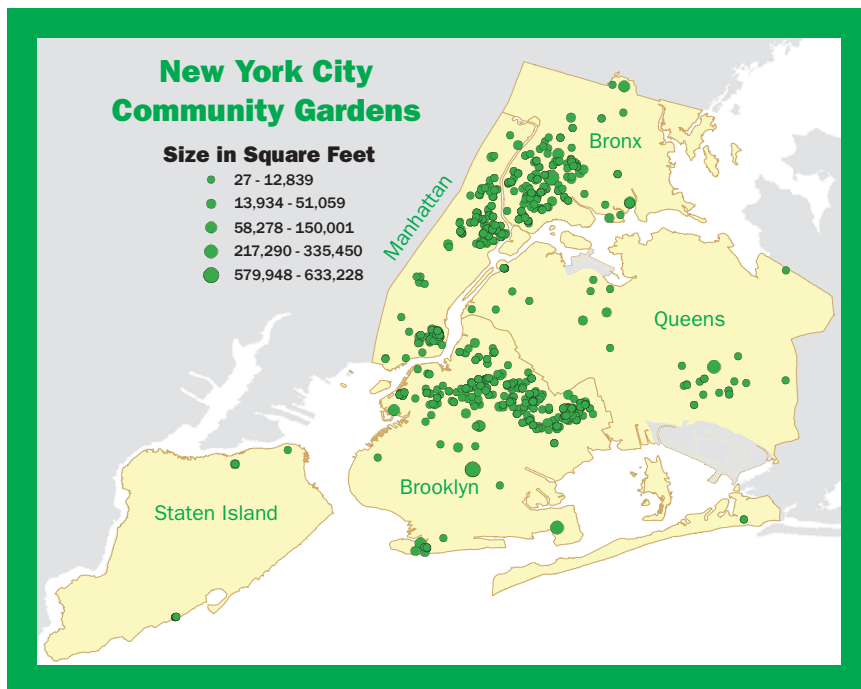 New York City
Community Gardens
Size in Square Feet
27 - 12,839
13,934 - 51,059
58,278 - 150,001
217,290 - 335,450
579,948 - 633,228
Manhattan
Bronx
Queens
Brooklyn
Staten Island